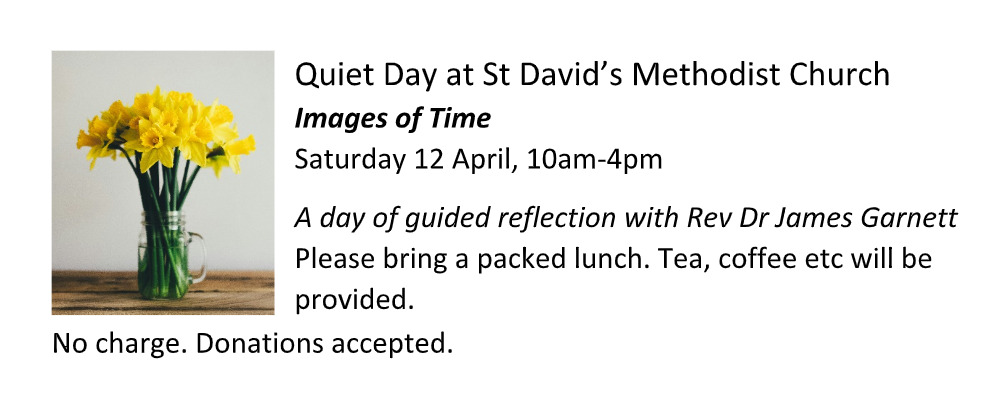 Quiet Day at St David’s Methodist Church
Images of Time
Saturday 12 April, 10am-4pm
A day of guided reflection with Rev Dr James Garnett
Please bring a packed lunch. Tea, coffee etc will be
provided.
No charge. Donations accepted.